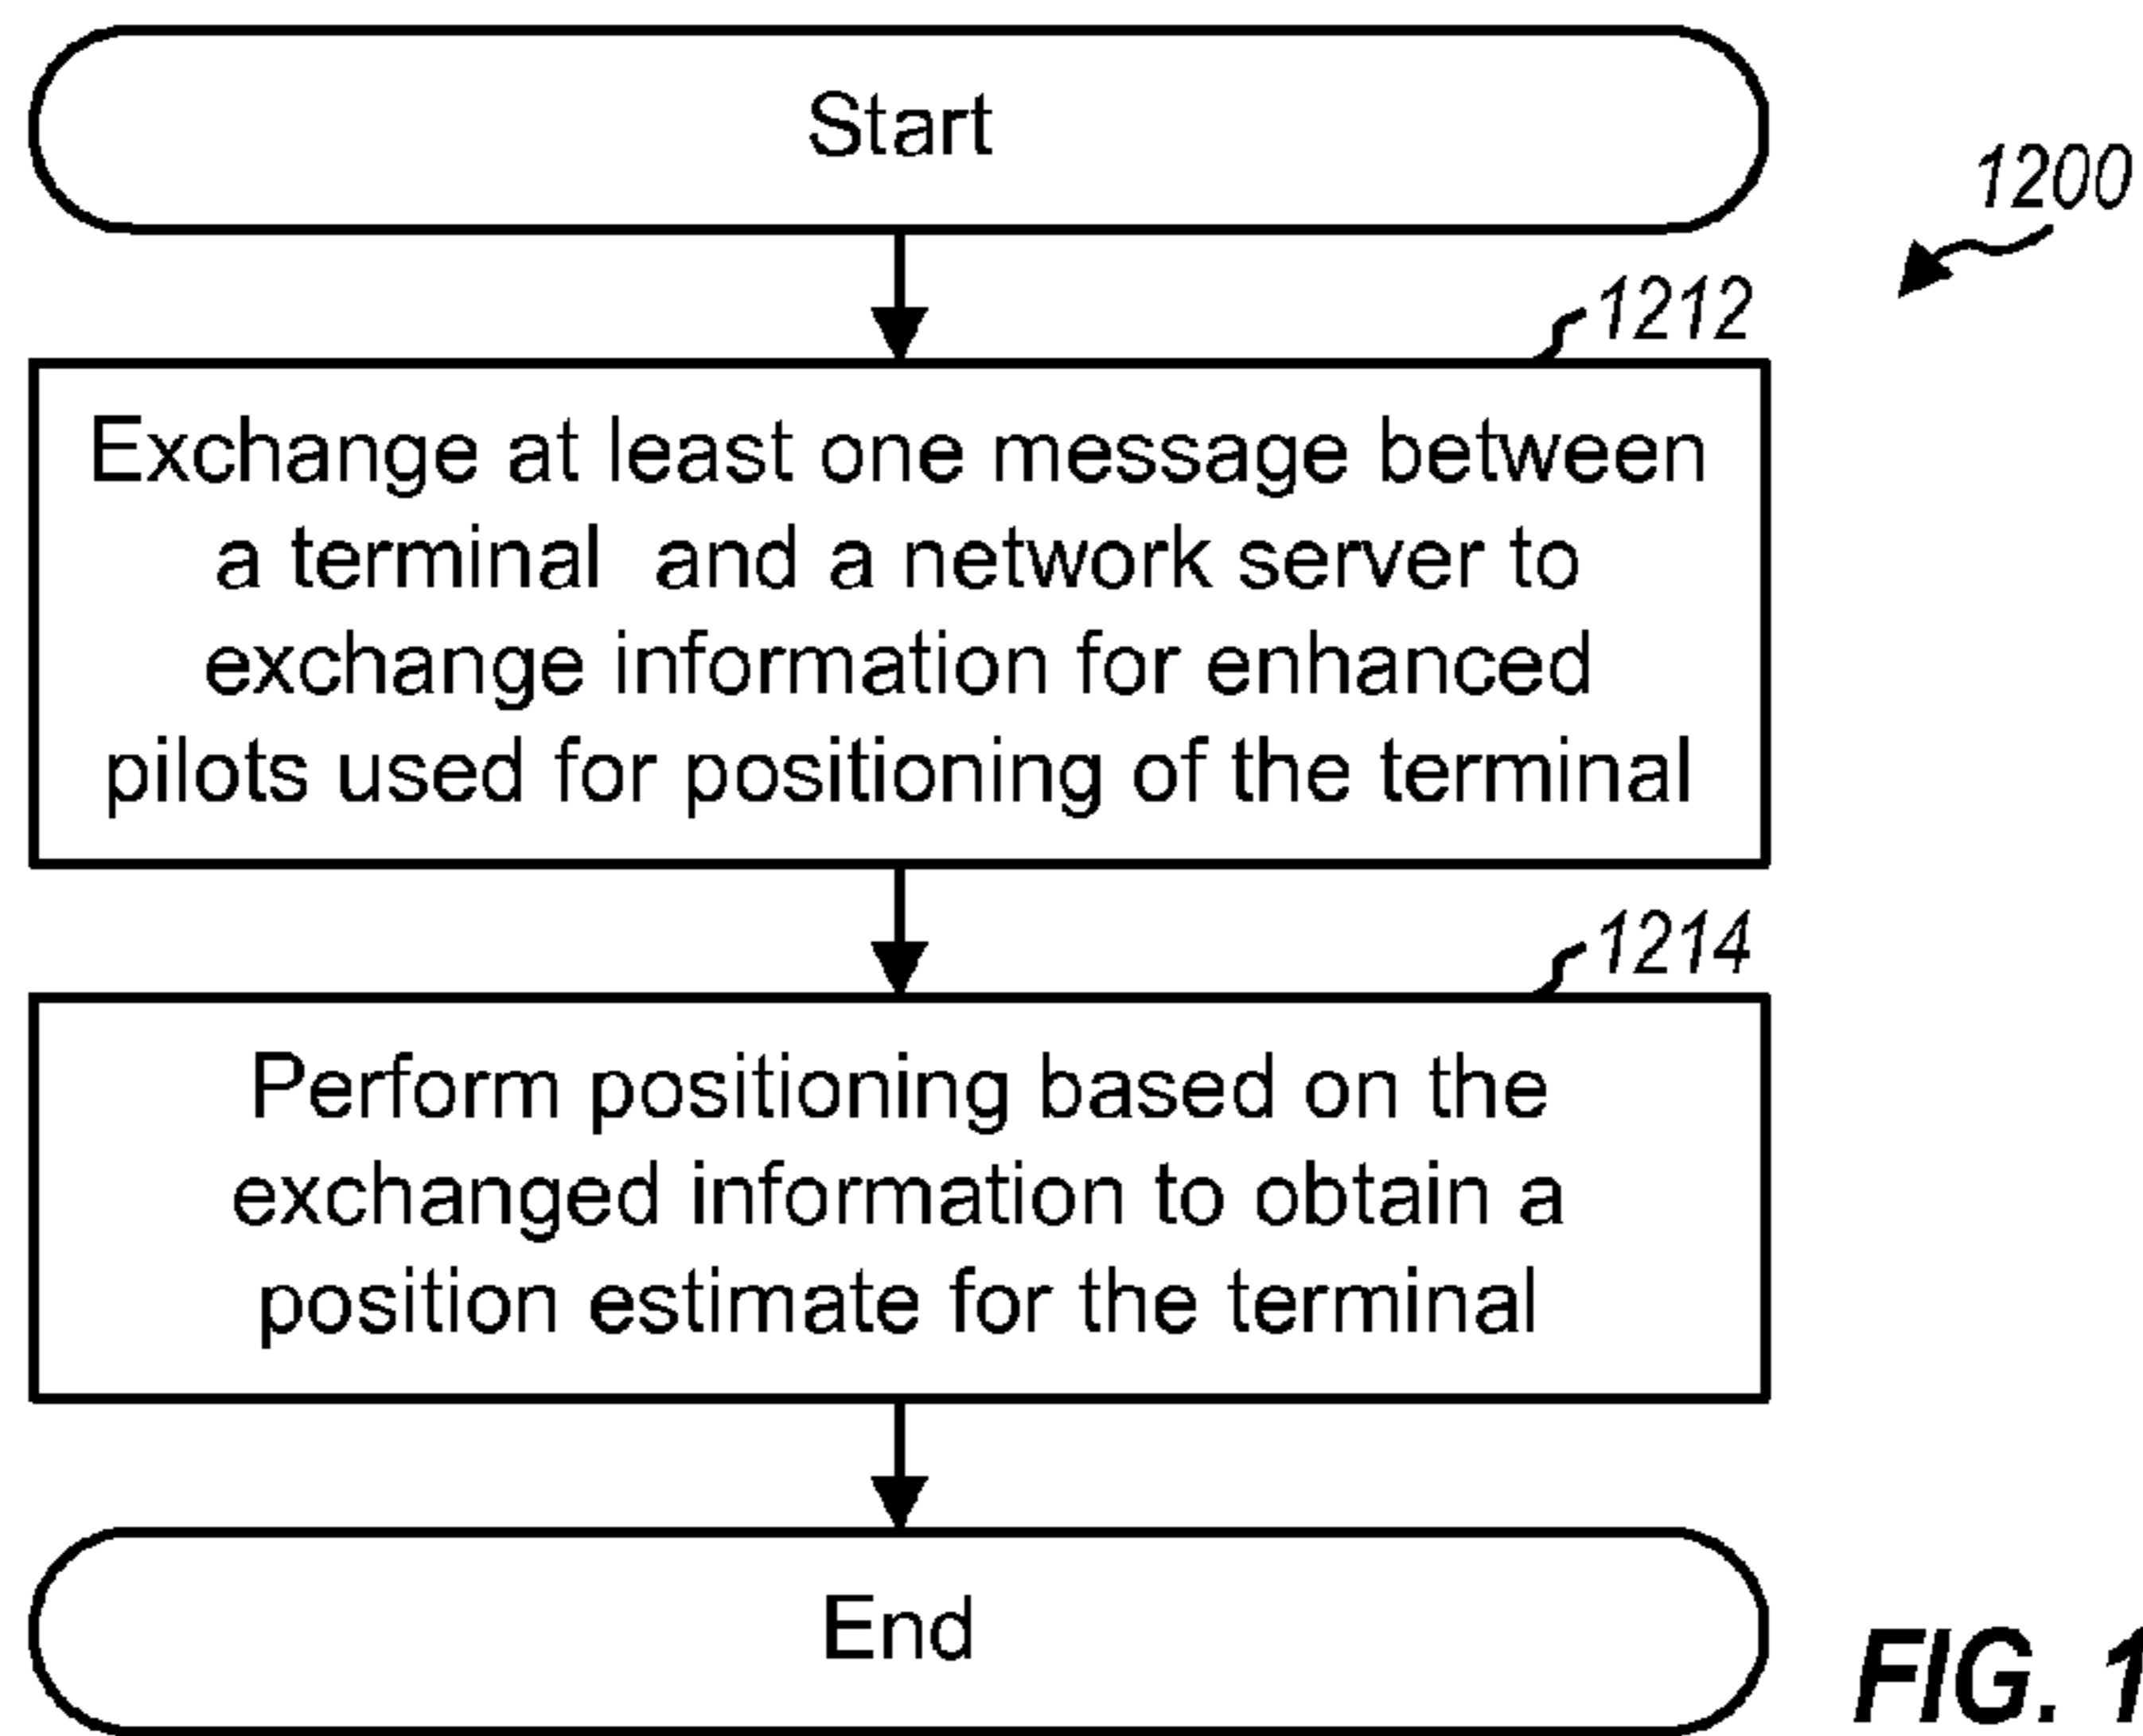 Start
1200
1212
Exchange at least one message between
a terminal and a network server to
exchange information for enhanced
pilots used for positioning of the terminal
1214
Perform positioning based on the
exchanged information to obtain a
position estimate for the terminal
End
FIG. 1